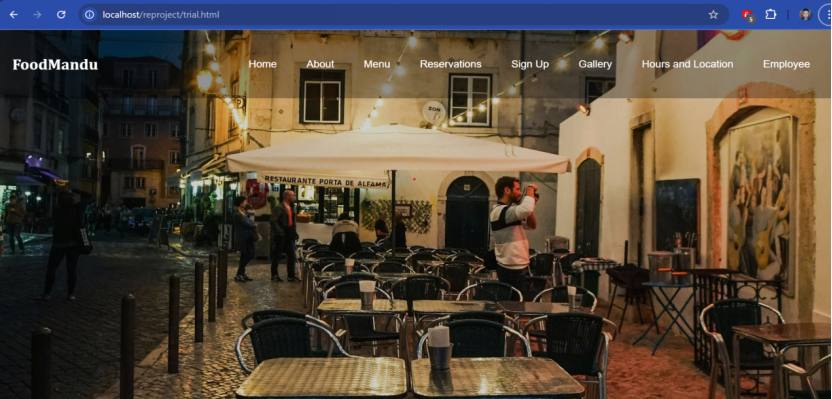 localhost/reproject/trial.html
5
FoodMandu
Home About Menu Reservations Sign Up Gallery Hours and Location Employee
ZON
RESTAURANTE PORTA DE ALFAMA